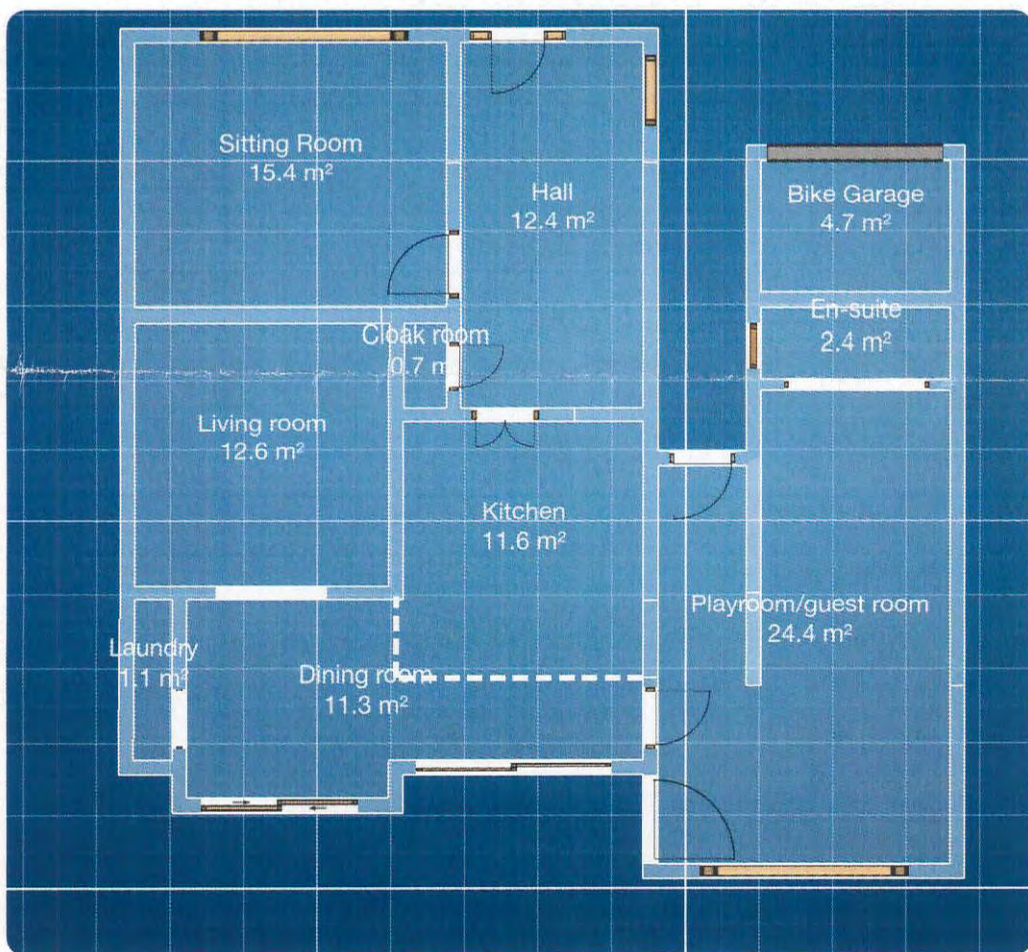 Sitting Room
15.4 m²
Hall
12.4 m²
Bike Garage
4.7 m²
En-suite
2.4 m²
Cloak room
0.7 m
Living room
12.6 m²
Kitchen
11.6 m²
Playroom/guest room
24.4 m²
Laundry
1.1 m²
Dining room
11.3 m²